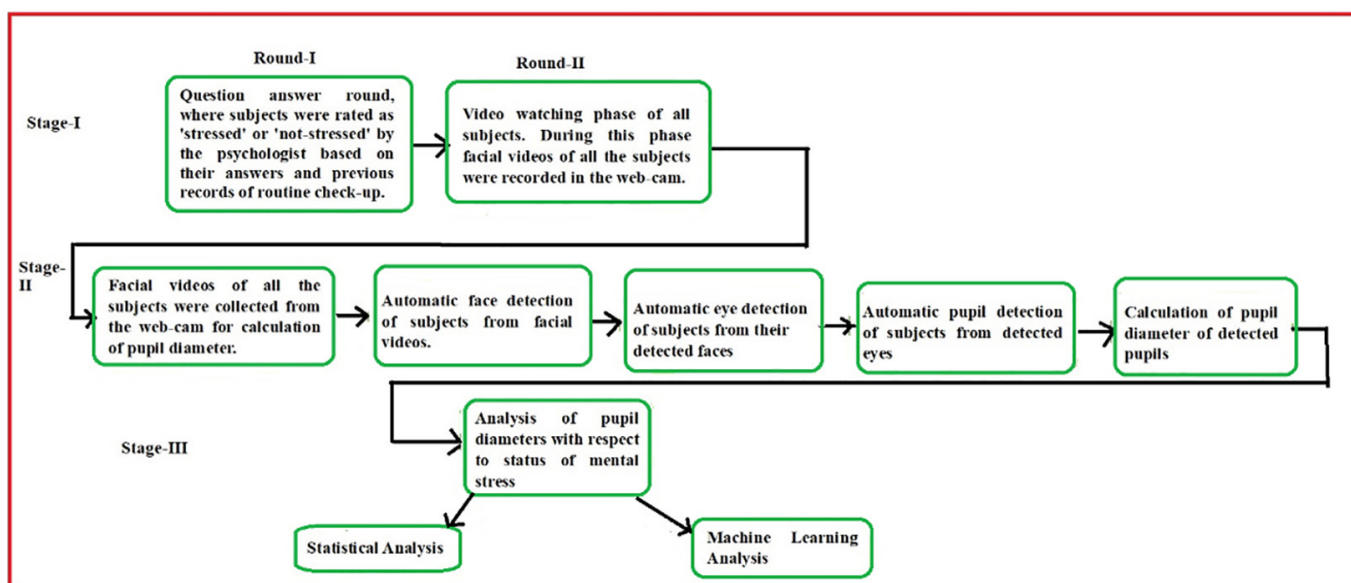 Round-I
Round-II
Stage-I
Question answer round,
where subjects were rated as
'stressed' or 'not-stressed' by
the psychologist based on
their answers and previous
records of routine check-up.
Video watching phase of all
subjects. During this phase
facial videos of all the subjects
were recorded in the web-cam.
Stage-
II
Facial videos of all the
subjects were collected from
the web-cam for calculation
of pupil diameter.
Automatic face detection
of subjects from facial
videos.
Automatic eye detection
of subjects from their
detected faces
Automatic pupil detection
of subjects from detected
eyes
Calculation of pupil
diameter of detected
pupils
Stage-III
Analysis of pupil
diameters with respect
to status of mental
stress
Statistical Analysis
Machine Learning
Analysis